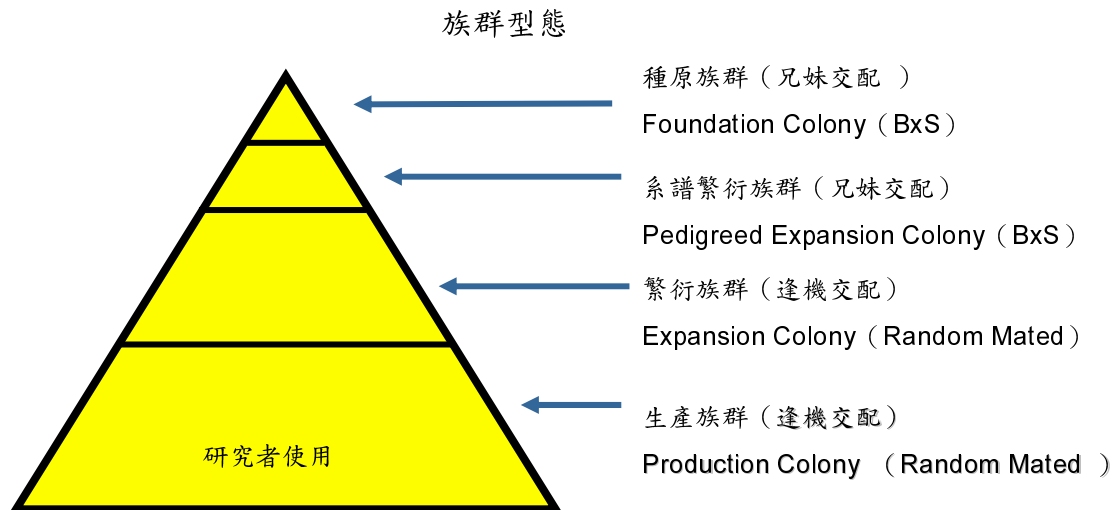 族群型態
種原族群（兄妹交配 ）
Foundation Colony（BxS）
系譜繁衍族群（兄妹交配）
Pedigreed Expansion Colony（BxS）
繁衍族群（逢機交配）
Expansion Colony（Random Mated）
生產族群（逢機交配）
Production Colony （Random Mated ）
研究者使用